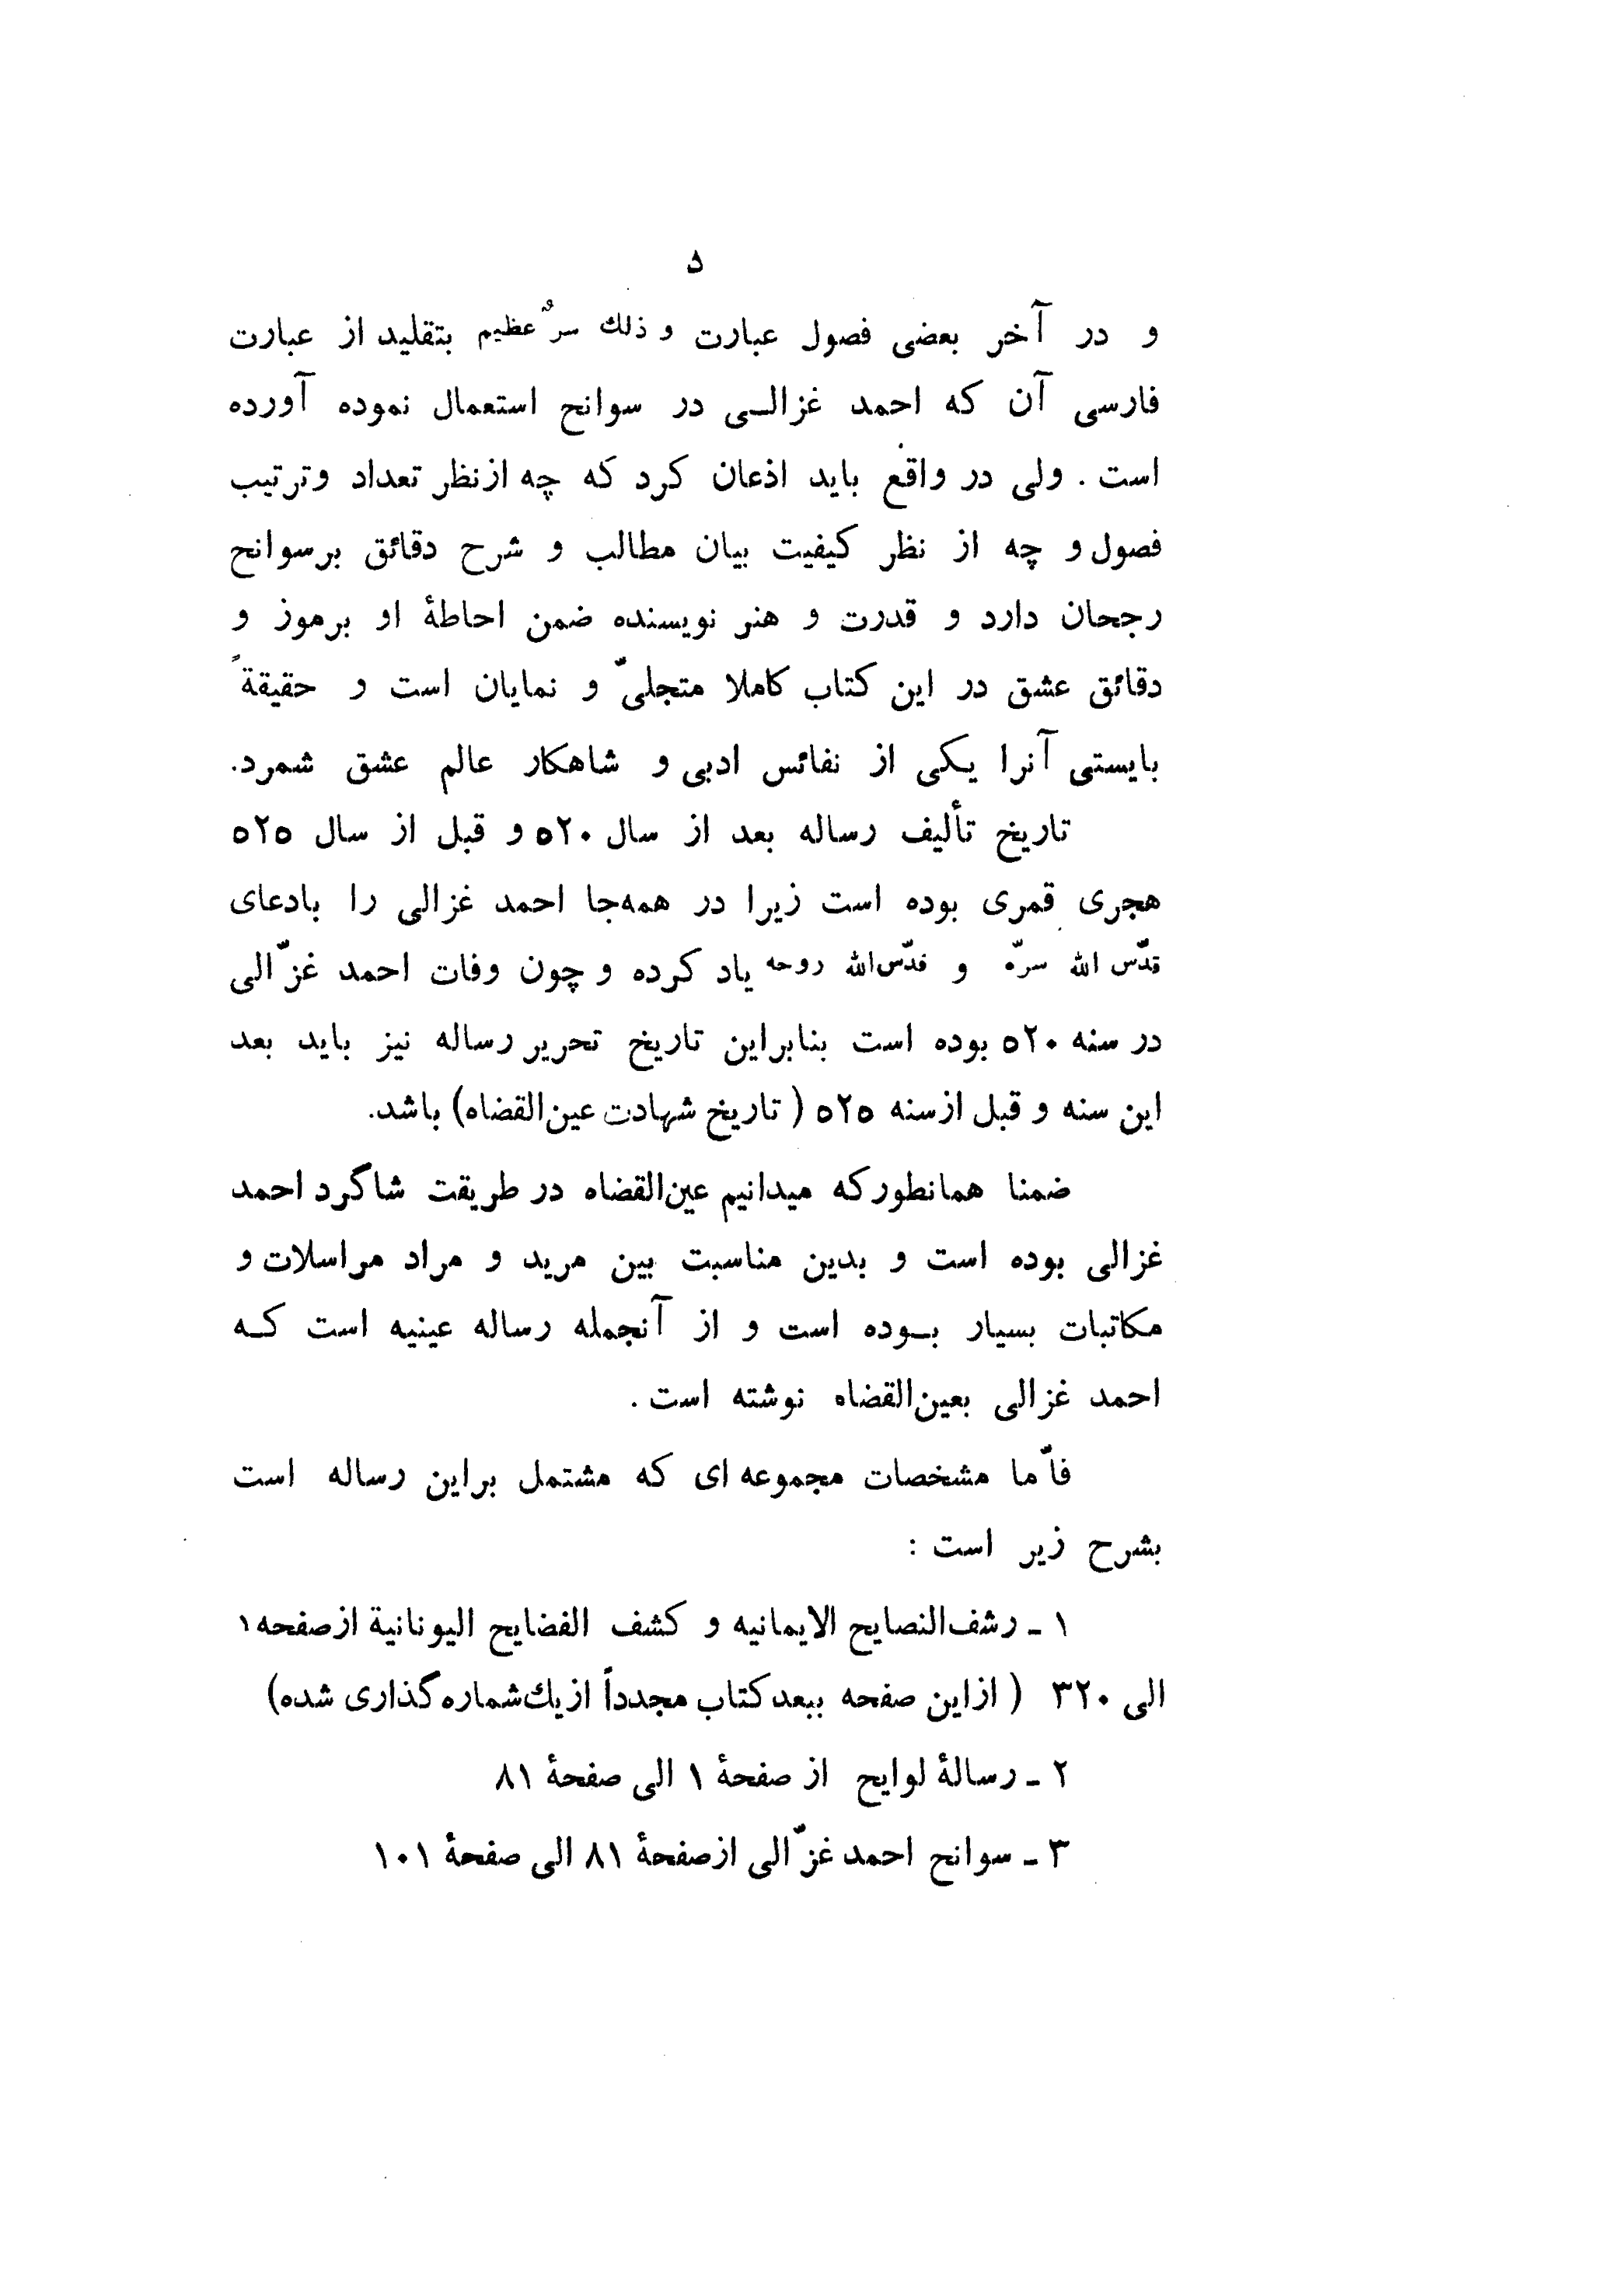 د
و در آخر بعضی فصول عبارت و ذلك سرٌ عظیم بتقلید از عبارت
فارسی آن که احمد غزالــی در سوانح استعمال نموده آورده
است . ولی در واقع باید اذعان کرد که چه ازنظر تعداد وترتیب
فصول و چه از نظر کیفیت بیان مطالب و شرح دقائق برسوانح
رجحان دارد و قدرت و هنر نویسنده ضمن احاطهٔ او برموز و
دقائق عشق در این کتاب کاملا متجلیّ و نمایان است و حقیقةً
بایستی آنرا یکی از نفائس ادبی و شاهکار عالم عشق شمرد.
تاریخ تألیف رساله بعد از سال ۵۲۰ و قبل از سال ۵۲۵
هجری قمری بوده است زیرا در همه‌جا احمد غزالی را بادعای
قدّس الله سرّه و قدّس‌الله روحه یاد کرده و چون وفات احمد غزّالی
در سنه ۵۲۰ بوده است بنابراین تاریخ تحریر رساله نیز باید بعد
این سنه و قبل ازسنه ۵۲۵ ( تاریخ شهادت عین‌القضاه) باشد.
ضمنا همانطورکه میدانیم عین‌القضاه در طریقت شاگرد احمد
غزالی بوده است و بدین مناسبت بین مرید و مراد مراسلات و
مکاتبات بسیار بــوده است و از آنجمله رساله عینیه است کــه
احمد غزالی بعین‌القضاه نوشته است .
فاّما مشخصات مجموعه ای که مشتمل براین رساله است
بشرح زیر است :
۱ ـ رشف‌النصایح الایمانیه و کشف الفضایح الیونانیة ازصفحه ۱
الی ۳۲۰ ( ازاین صفحه ببعد کتاب مجدداً ازیك‌شماره گذاری شده)
۲ ـ رسالهٔ لوایح از صفحهٔ ۱ الی صفحهٔ ۸۱
۳ ـ سوانح احمد غزّالی ازصفحهٔ ۸۱ الی صفحهٔ ۱۰۱